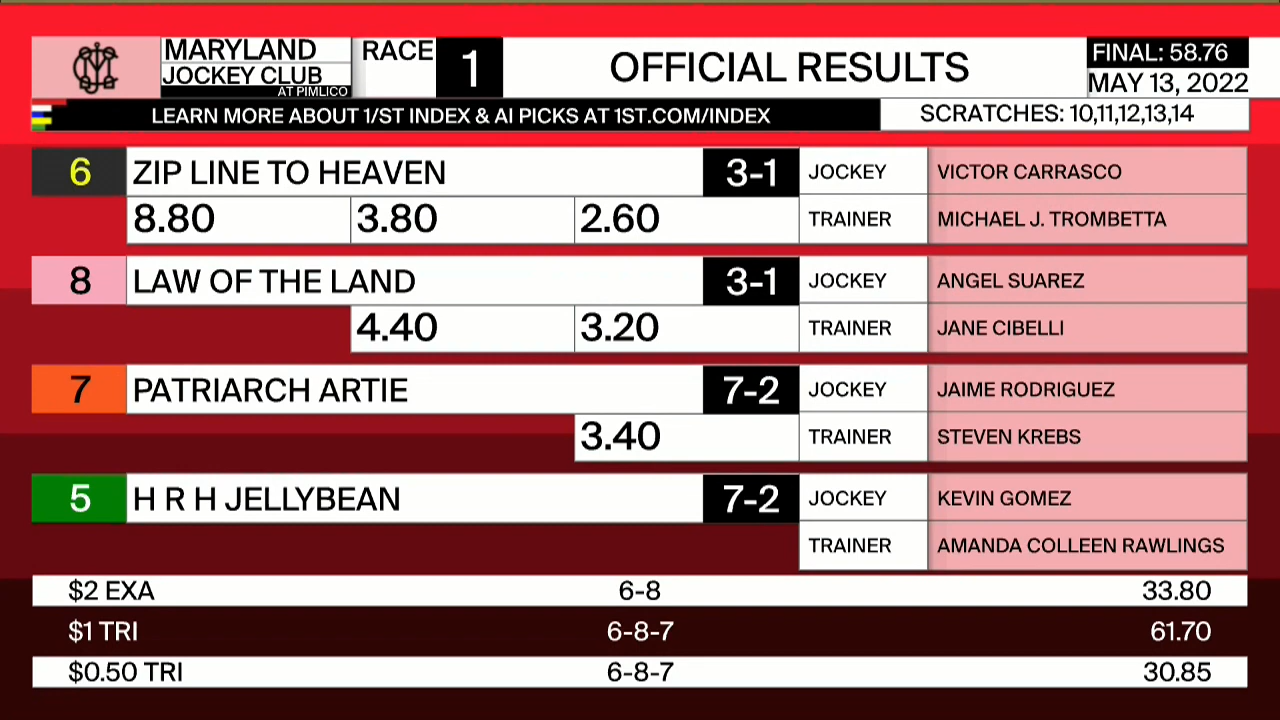 MARYLAND
JOCKEY CLUB
AT PIMLICO
RACE 1
OFFICIAL RESULTS
FINAL: 58.76
MAY 13, 2022
LEARN MORE ABOUT 1/ST INDEX & AI PICKS AT 1ST.COM/INDEX
SCRATCHES: 10,11,12,13,14
6 ZIP LINE TO HEAVEN 3-1 JOCKEY VICTOR CARRASCO
8.80 3.80 2.60 TRAINER MICHAEL J. TROMBETTA
8 LAW OF THE LAND 3-1 JOCKEY ANGEL SUAREZ
4.40 3.20 TRAINER JANE CIBELLI
7 PATRIARCH ARTIE 7-2 JOCKEY JAIME RODRIGUEZ
3.40 TRAINER STEVEN KREBS
5 H R H JELLYBEAN 7-2 JOCKEY KEVIN GOMEZ
TRAINER AMANDA COLLEEN RAWLINGS
$2 EXA 6-8 33.80
$1 TRI 6-8-7 61.70
$0.50 TRI 6-8-7 30.85